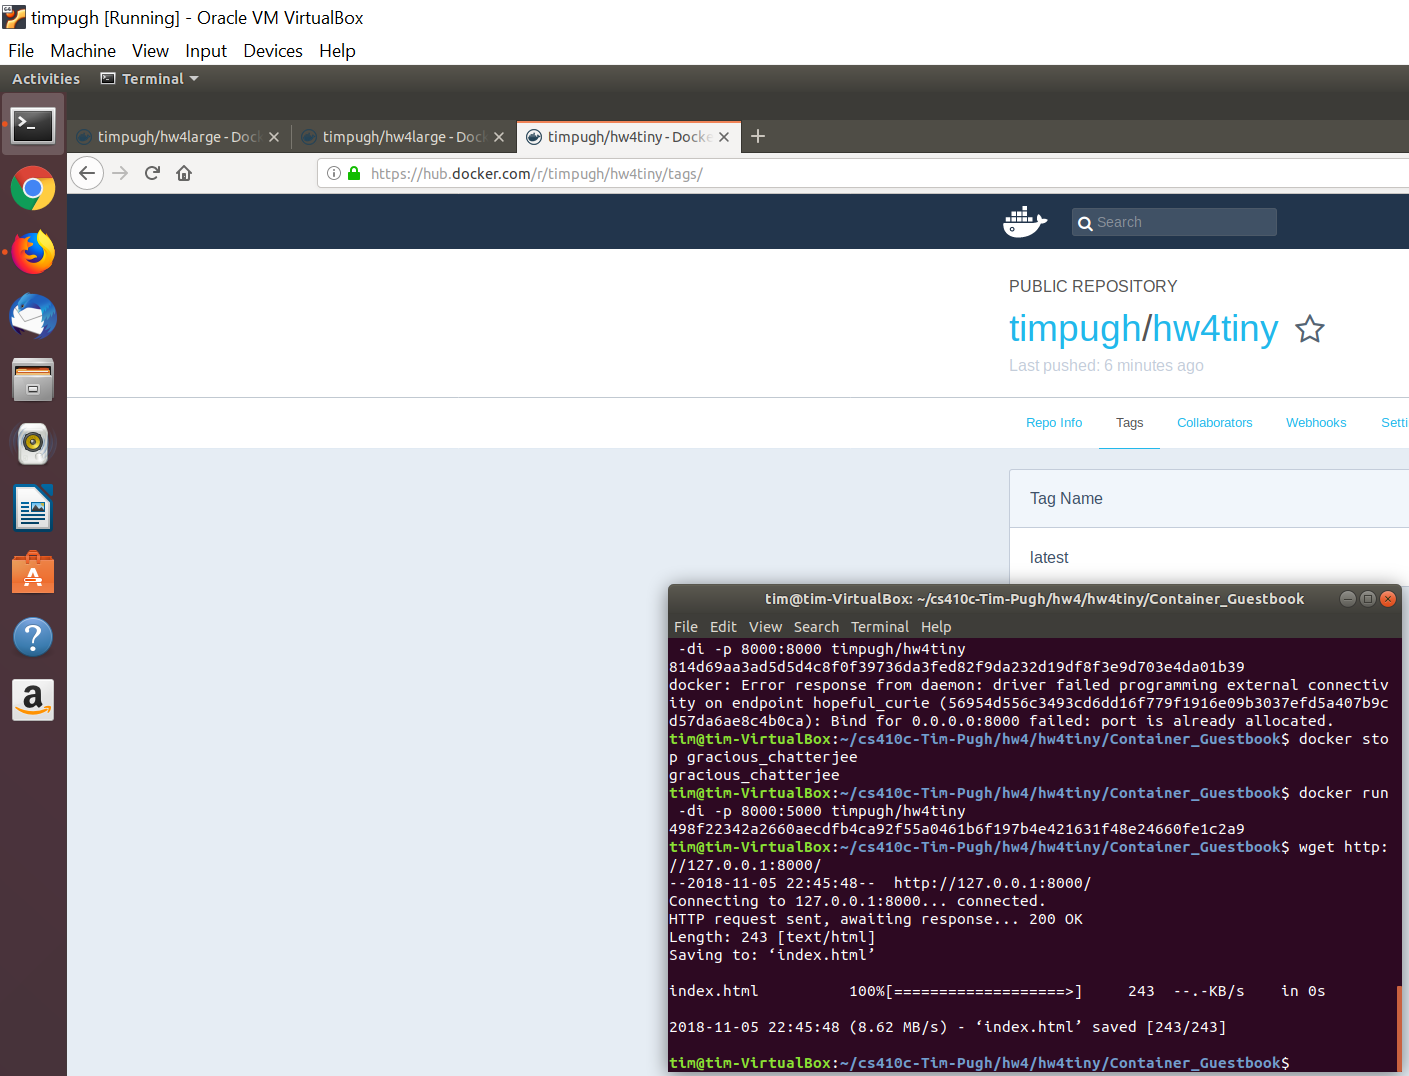 timpugh [Running] - Oracle VM VirtualBox
File Machine View Input Devices Help
Activities Terminal
timpugh/hw4large - Doc timpugh/hw4large - Doc timpugh/hw4tiny - Docke
https://hub.docker.com/r/timpugh/hw4tiny/tags/
Search
PUBLIC REPOSITORY
timpugh/hw4tiny
Last pushed: 6 minutes ago
Repo Info Tags Collaborators Webhooks Setti
Tag Name
latest
tim@tim-VirtualBox: ~/cs410c-Tim-Pugh/hw4/hw4tiny/Container_Guestbook
File Edit View Search Terminal Help
-di -p 8000:8000 timpugh/hw4tiny
814d69aa3ad5d5d4c8f0f39736da3fed82f9da232d19df8f3e9d703e4da01b39
docker: Error response from daemon: driver failed programming external connectiv
ity on endpoint hopeful_curie (56954d556c3493cd6dd16f779f1916e09b3037efd5a407b9c
d57da6ae8c4b0ca): Bind for 0.0.0.0:8000 failed: port is already allocated.
tim@tim-VirtualBox:~/cs410c-Tim-Pugh/hw4/hw4tiny/Container_Guestbook$ docker sto
p gracious_chatterjee
gracious_chatterjee
tim@tim-VirtualBox:~/cs410c-Tim-Pugh/hw4/hw4tiny/Container_Guestbook$ docker run
-di -p 8000:5000 timpugh/hw4tiny
498f22342a2660aecdfb4ca92f55a0461b6f197b4e421631f48e24660fe1c2a9
tim@tim-VirtualBox:~/cs410c-Tim-Pugh/hw4/hw4tiny/Container_Guestbook$ wget http:
//127.0.0.1:8000/
--2018-11-05 22:45:48--  http://127.0.0.1:8000/
Connecting to 127.0.0.1:8000... connected.
HTTP request sent, awaiting response... 200 OK
Length: 243 [text/html]
Saving to: ‘index.html’
index.html 100%[===================>] 243 --.-KB/s in 0s
2018-11-05 22:45:48 (8.62 MB/s) - ‘index.html’ saved [243/243]
tim@tim-VirtualBox:~/cs410c-Tim-Pugh/hw4/hw4tiny/Container_Guestbook$